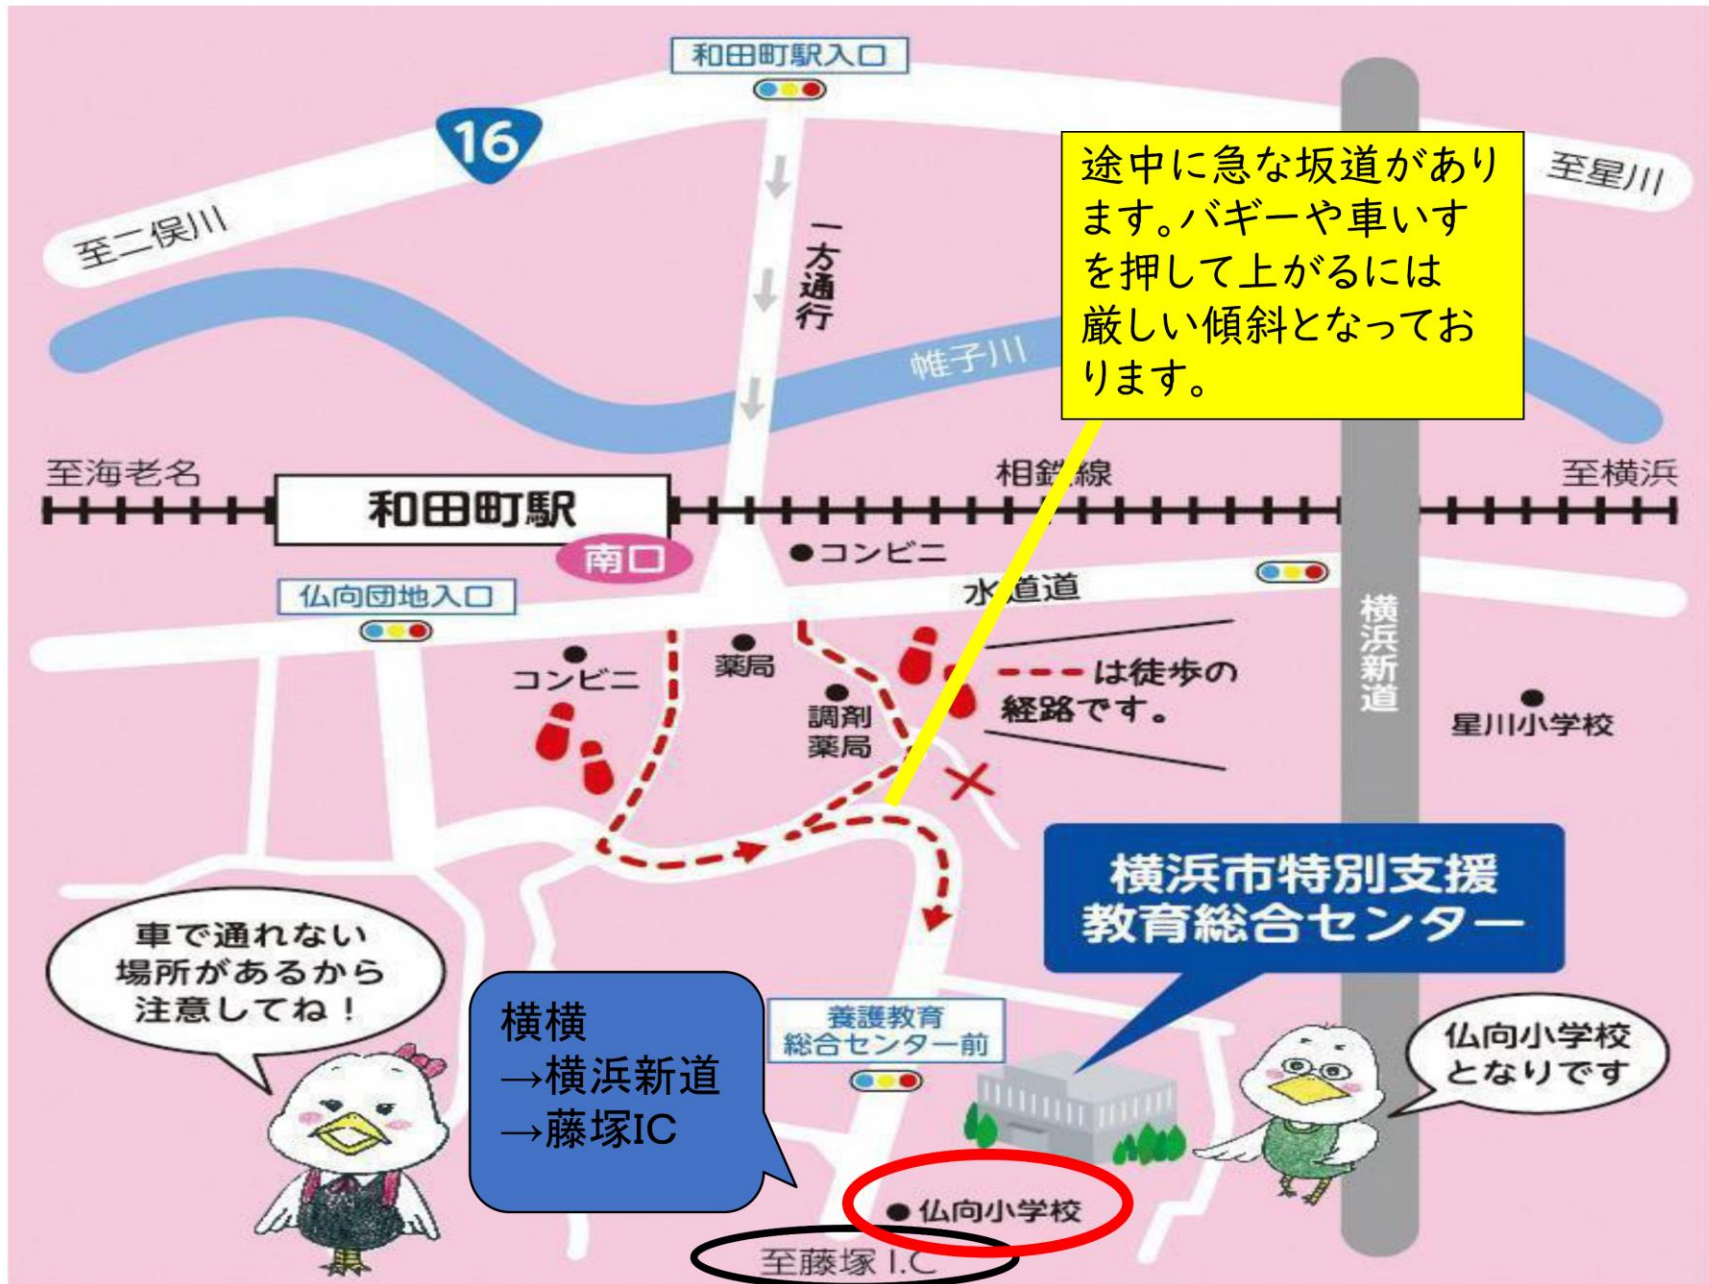 和田町駅入口
16
至星川
至二俣川
途中に急な坂道があり
ます。バギーや車いす
を押して上がるには
厳しい傾斜となってお
ります。
一方通行
帷子川
至海老名
相鉄線
至横浜
和田町駅
南口
コンビニ
仏向団地入口
水道道
横浜新道
コンビニ
薬局
調剤
薬局
は徒歩の
経路です。
星川小学校
横浜市特別支援
教育総合センター
車で通れない
場所があるから
注意してね！
横横
→横浜新道
→藤塚IC
養護教育
総合センター前
仏向小学校
となりです
仏向小学校
至藤塚I.C